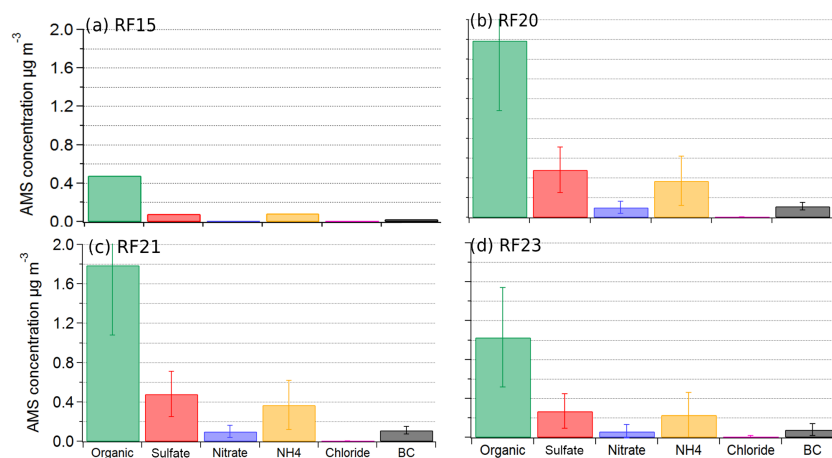 (a) RF15
(b) RF20
AMS concentration µg m⁻³
2.0
1.6
1.2
0.8
0.4
0.0
(c) RF21
(d) RF23
AMS concentration µg m⁻³
2.0
1.6
1.2
0.8
0.4
0.0
Organic Sulfate Nitrate NH4 Chloride BC
Organic Sulfate Nitrate NH4 Chloride BC